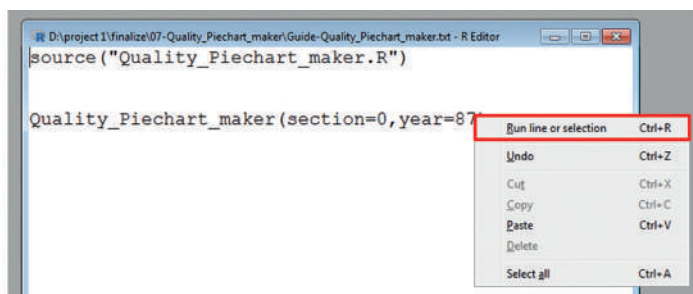 D:\project 1\finalize\07-Quality_Piechart_maker\Guide-Quality_Piechart_maker.txt - R Editor
source("Quality_Piechart_maker.R")
Quality_Piechart_maker(section=0,year=87)
Run line or selection Ctrl+R
Undo Ctrl+Z
Cut Ctrl+X
Copy Ctrl+C
Paste Ctrl+V
Delete
Select all Ctrl+A